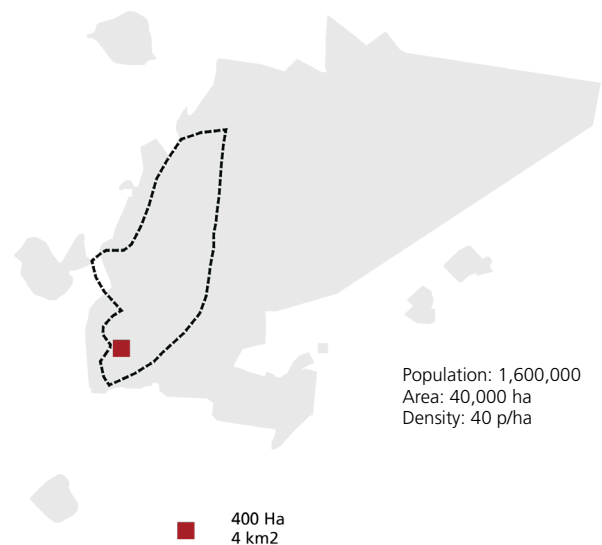 Population: 1,600,000
Area: 40,000 ha
Density: 40 p/ha
400 Ha
4 km2